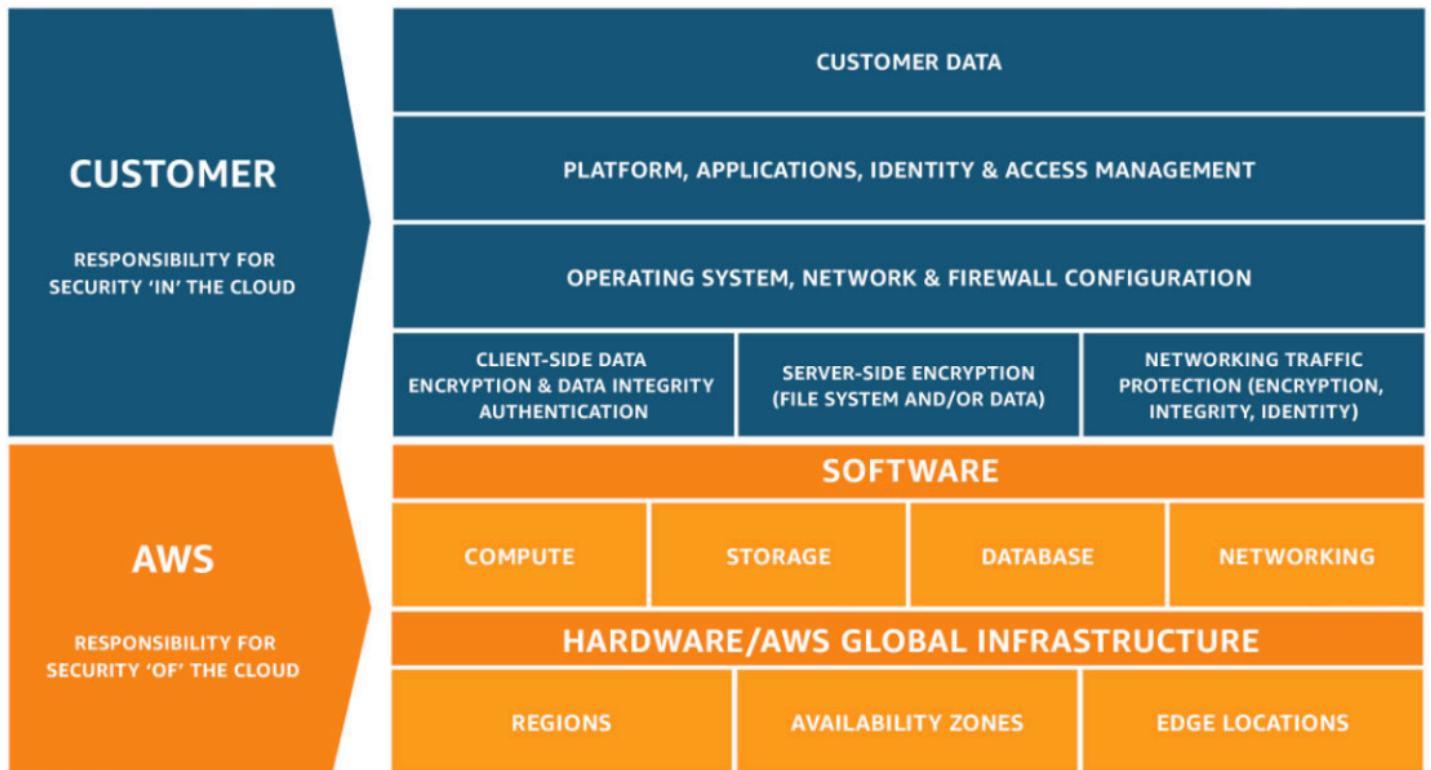 CUSTOMER
RESPONSIBILITY FOR
SECURITY ‘IN’ THE CLOUD
CUSTOMER DATA
PLATFORM, APPLICATIONS, IDENTITY & ACCESS MANAGEMENT
OPERATING SYSTEM, NETWORK & FIREWALL CONFIGURATION
CLIENT-SIDE DATA
ENCRYPTION & DATA INTEGRITY
AUTHENTICATION
SERVER-SIDE ENCRYPTION
(FILE SYSTEM AND/OR DATA)
NETWORKING TRAFFIC
PROTECTION (ENCRYPTION,
INTEGRITY, IDENTITY)
AWS
RESPONSIBILITY FOR
SECURITY ‘OF’ THE CLOUD
SOFTWARE
COMPUTE
STORAGE
DATABASE
NETWORKING
HARDWARE/AWS GLOBAL INFRASTRUCTURE
REGIONS
AVAILABILITY ZONES
EDGE LOCATIONS